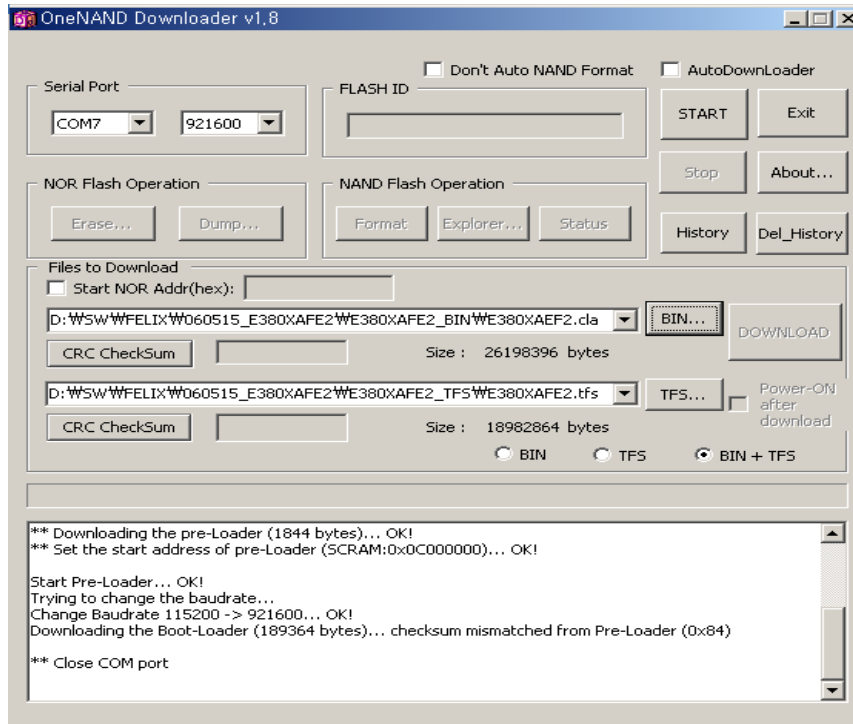 OneNAND Downloader v1,8
Don't Auto NAND Format
AutoDownLoader
Serial Port
COM7
921600
FLASH ID
START
Exit
Stop
About...
NOR Flash Operation
Erase...
Dump...
NAND Flash Operation
Format
Explorer...
Status
History
Del_History
Files to Download
Start NOR Addr(hex):
D:₩SW₩FELIX₩060515_E380XAFE2₩E380XAFE2_BIN₩E380XAEF2.cla
BIN...
DOWNLOAD
CRC CheckSum
Size : 26198396 bytes
D:₩SW₩FELIX₩060515_E380XAFE2₩E380XAFE2_TFS₩E380XAFE2.tfs
TFS...
Power-ON
after
download
CRC CheckSum
Size : 18982864 bytes
BIN
TFS
BIN + TFS
** Downloading the pre-Loader (1844 bytes)... OK!
** Set the start address of pre-Loader (SCRAM:0x0C000000)... OK!
Start Pre-Loader... OK!
Trying to change the baudrate...
Change Baudrate 115200 -> 921600... OK!
Downloading the Boot-Loader (189364 bytes)... checksum mismatched from Pre-Loader (0x84)
** Close COM port